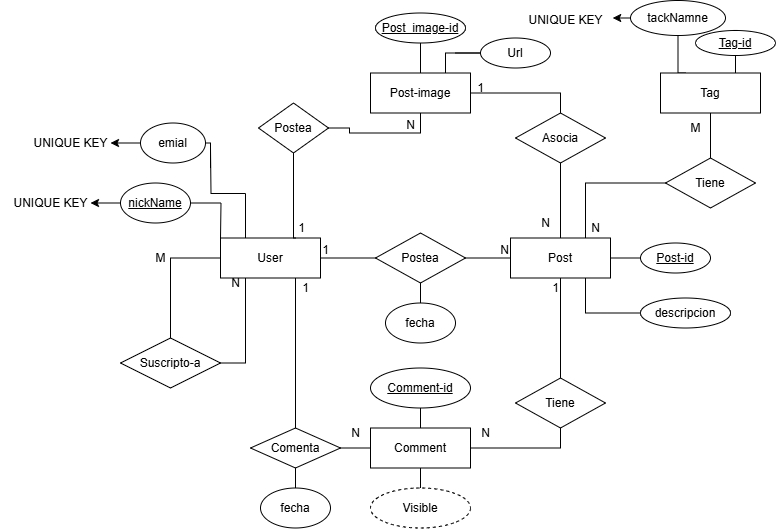 UNIQUE KEY
tackNamne
Post_image-id
Tag-id
Url
Post-image
1
Tag
Postea
N
Asocia
M
UNIQUE KEY
emial
Tiene
UNIQUE KEY
nickName
1
N
N
User
1
Postea
N
Post
Post-id
M
N
1
1
fecha
descripcion
Suscripto-a
Comment-id
Tiene
N
N
Comenta
Comment
fecha
Visible